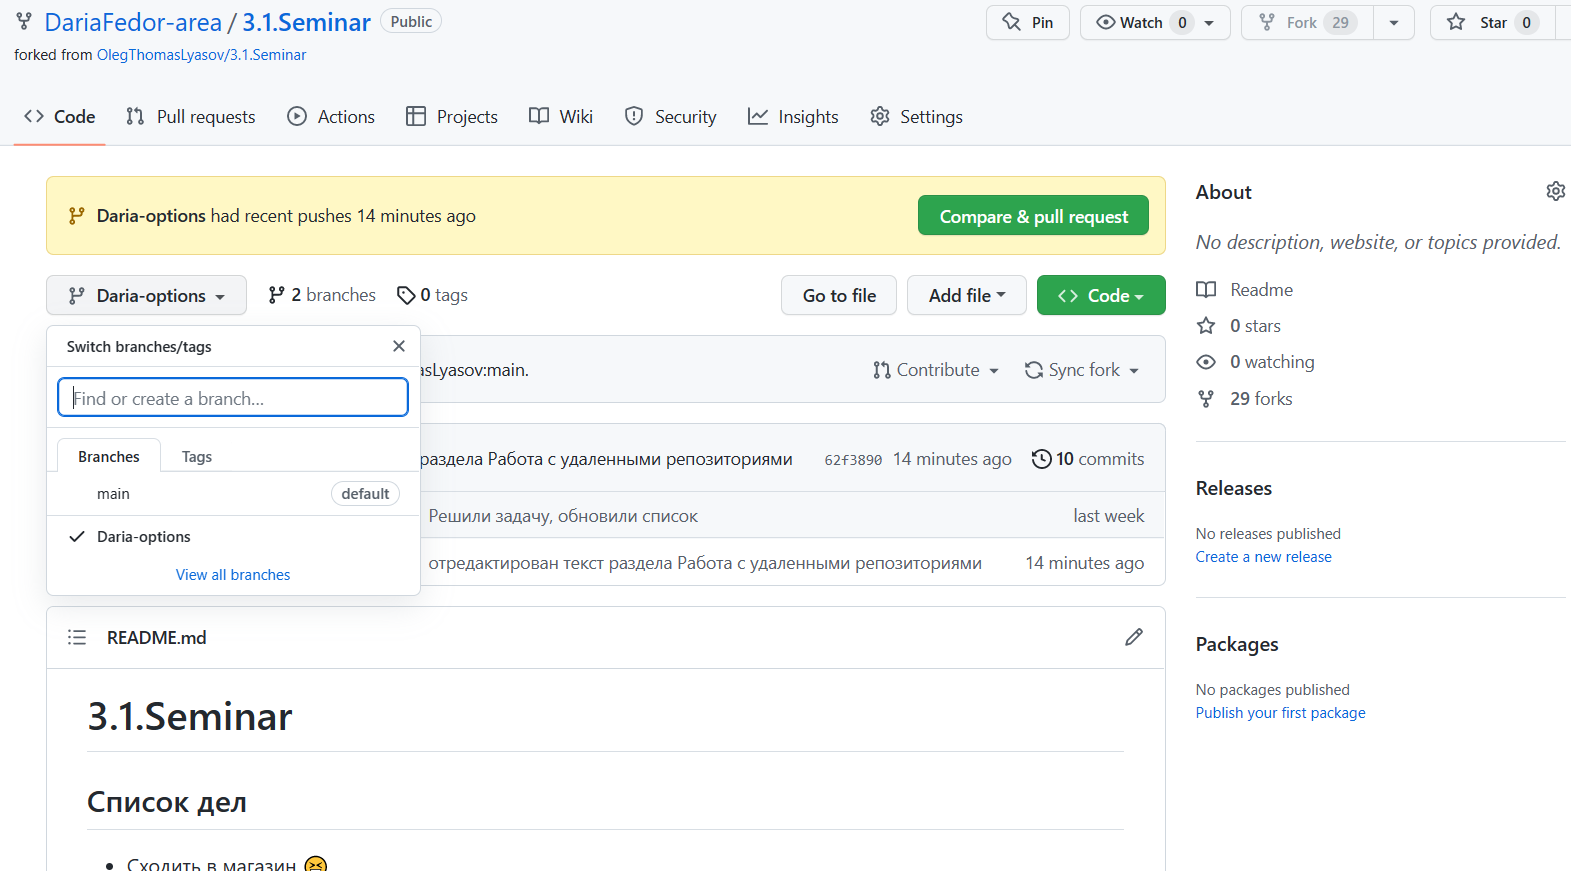 DariaFedor-area / 3.1.Seminar Public
Pin
Watch 0
Fork 29
Star 0
forked from OlegThomasLyasov/3.1.Seminar
Code
Pull requests
Actions
Projects
Wiki
Security
Insights
Settings
Daria-options had recent pushes 14 minutes ago
Compare & pull request
Daria-options
2 branches
0 tags
Go to file
Add file
Code
Switch branches/tags
Find or create a branch...
Branches
Tags
main
default
Daria-options
View all branches
asLyasov:main.
Contribute
Sync fork
раздела Работа с удаленными репозиториями
62f3890
14 minutes ago
10 commits
Решили задачу, обновили список
last week
отредактирован текст раздела Работа с удаленными репозиториями
14 minutes ago
README.md
3.1.Seminar
Список дел
Сходить в магазин
About
No description, website, or topics provided.
Readme
0 stars
0 watching
29 forks
Releases
No releases published
Create a new release
Packages
No packages published
Publish your first package